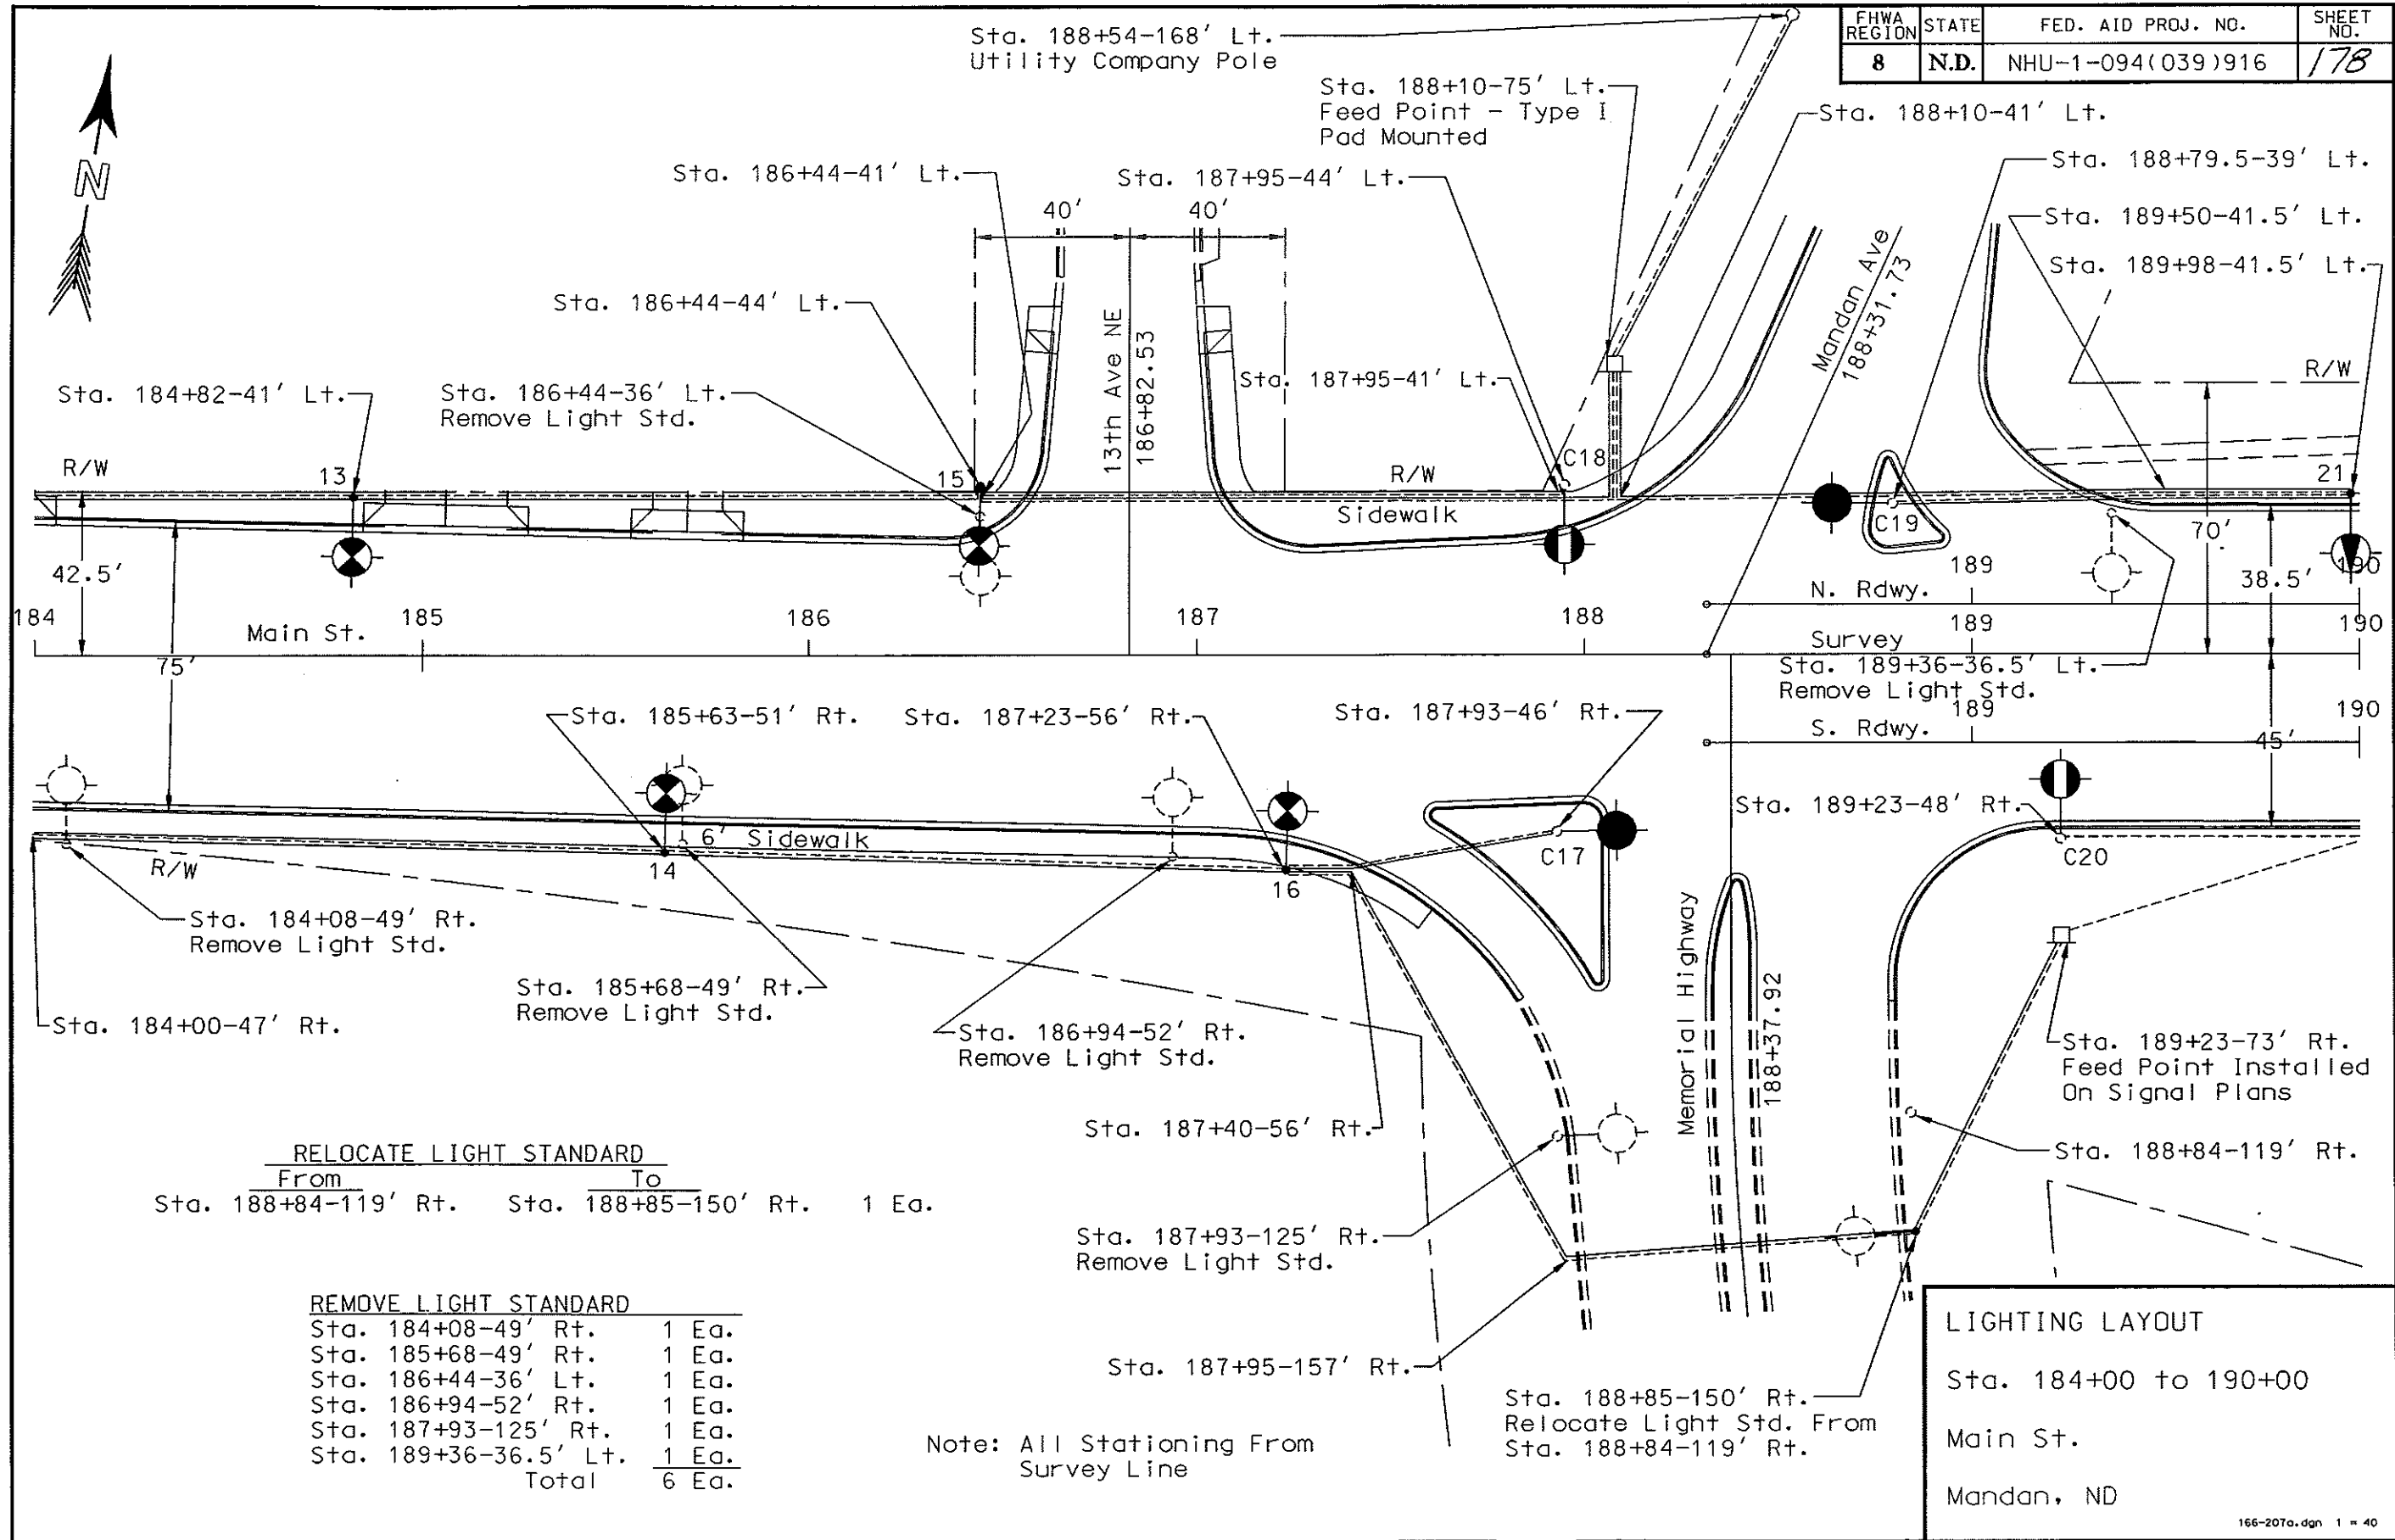 FHWA REGION STATE FED. AID PROJ. NO. SHEET NO.
8 N.D. NHU-1-094(039)916 178
N
Sta. 188+54-168' Lt.
Utility Company Pole
Sta. 188+10-75' Lt.
Feed Point - Type I
Pad Mounted
Sta. 188+10-41' Lt.
Sta. 186+44-41' Lt.
Sta. 187+95-44' Lt.
Sta. 188+79.5-39' Lt.
40' 40'
Sta. 189+50-41.5' Lt.
Sta. 189+98-41.5' Lt.
Sta. 186+44-44' Lt.
13th Ave NE
186+82.53
Mandan Ave
188+31.73
Sta. 184+82-41' Lt.
Sta. 186+44-36' Lt.
Remove Light Std.
Sta. 187+95-41' Lt.
R/W
R/W
13
15
R/W
C18
21
Sidewalk
C19
70'
42.5'
189
38.5'
190
N. Rdwy.
184 185 186 187 188
Main St.
189
190
Survey
75'
Sta. 189+36-36.5' Lt.
Remove Light Std.
Sta. 185+63-51' Rt.
Sta. 187+23-56' Rt.
Sta. 187+93-46' Rt.
189
190
S. Rdwy.
45'
Sta. 189+23-48' Rt.
6' Sidewalk
R/W
14
16
C17
C20
Sta. 184+08-49' Rt.
Remove Light Std.
Sta. 185+68-49' Rt.
Remove Light Std.
Sta. 184+00-47' Rt.
Sta. 186+94-52' Rt.
Remove Light Std.
Memorial Highway
188+37.92
Sta. 189+23-73' Rt.
Feed Point Installed
On Signal Plans
Sta. 187+40-56' Rt.
Sta. 188+84-119' Rt.
RELOCATE LIGHT STANDARD
From To
Sta. 188+84-119' Rt. Sta. 188+85-150' Rt. 1 Ea.
Sta. 187+93-125' Rt.
Remove Light Std.
REMOVE LIGHT STANDARD
Sta. 184+08-49' Rt. 1 Ea.
Sta. 185+68-49' Rt. 1 Ea.
Sta. 186+44-36' Lt. 1 Ea.
Sta. 186+94-52' Rt. 1 Ea.
Sta. 187+93-125' Rt. 1 Ea.
Sta. 189+36-36.5' Lt. 1 Ea.
Total 6 Ea.
Sta. 187+95-157' Rt.
Sta. 188+85-150' Rt.
Relocate Light Std. From
Sta. 188+84-119' Rt.
Note: All Stationing From
Survey Line
LIGHTING LAYOUT
Sta. 184+00 to 190+00
Main St.
Mandan, ND
166-207a.dgn 1 = 40